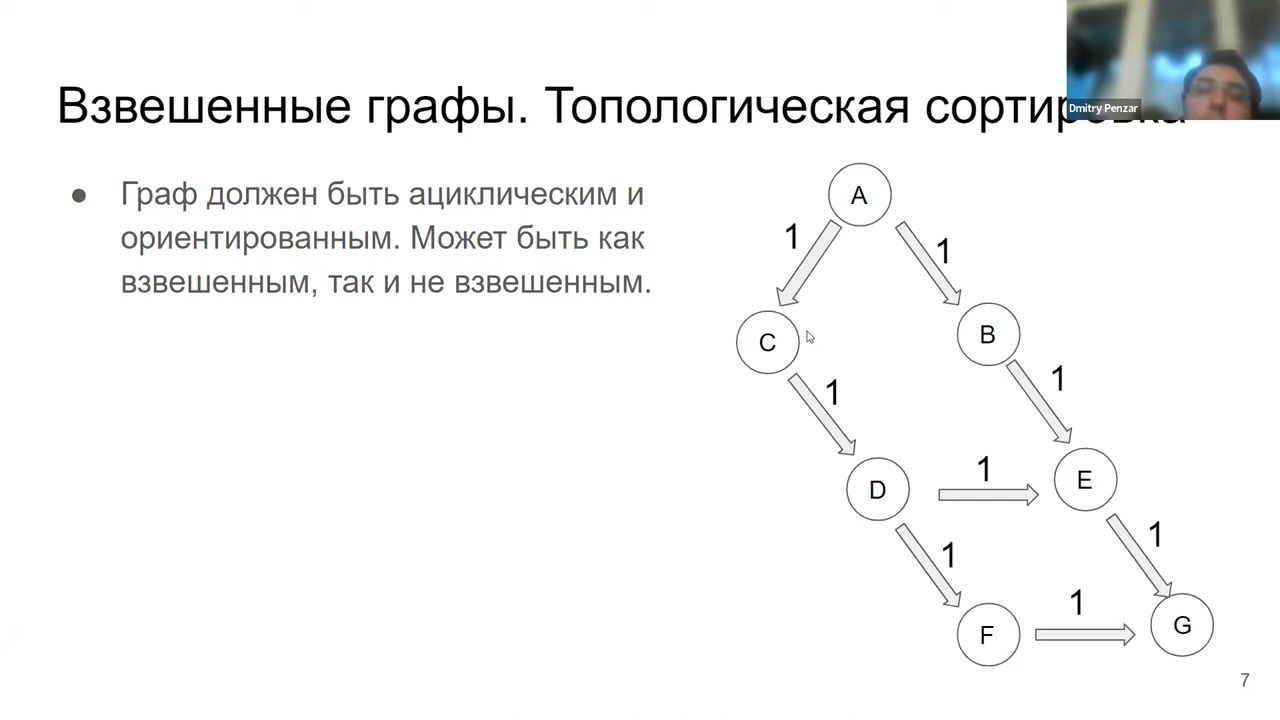 Взвешенные графы. Топологическая сортировка
Dmitry Penzar
● Граф должен быть ациклическим и
ориентированным. Может быть как
взвешенным, так и не взвешенным.
A
1
1
C
B
1
1
D
1
E
1
1
F
1
G
7